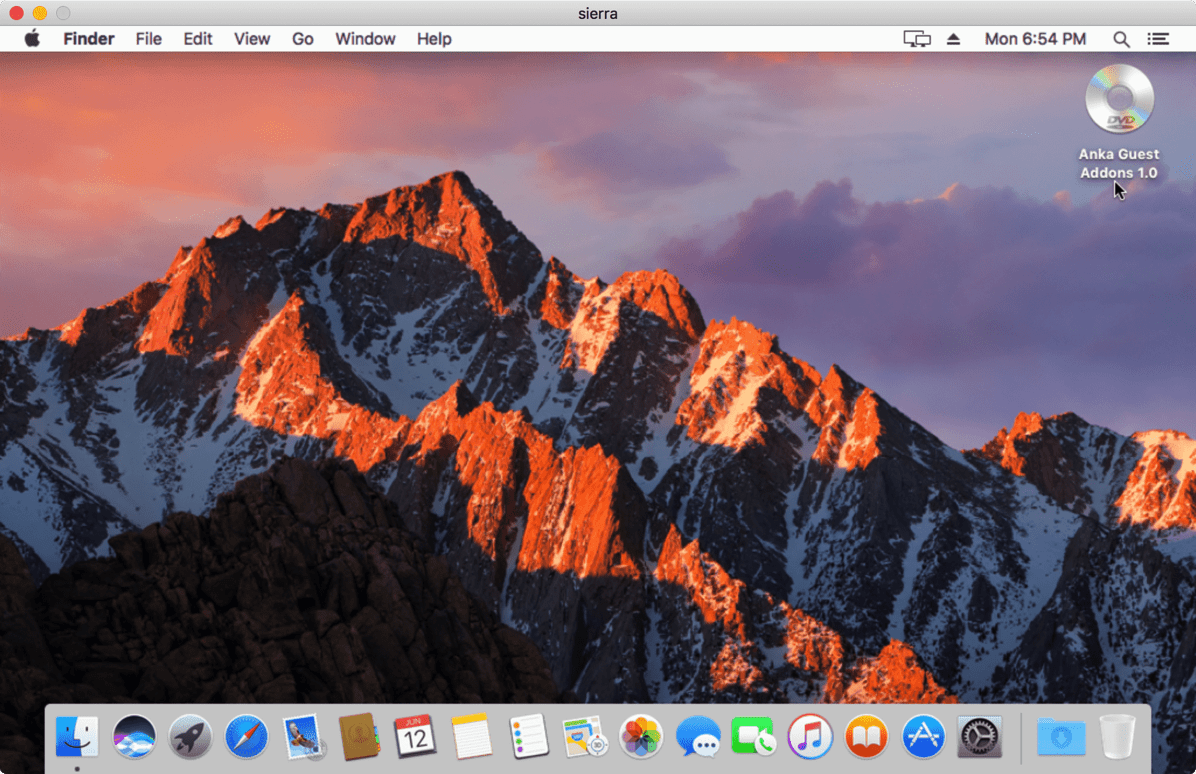 sierra
Finder File Edit View Go Window Help Mon 6:54 PM
DVD
Anka Guest
Addons 1.0
JUN
12